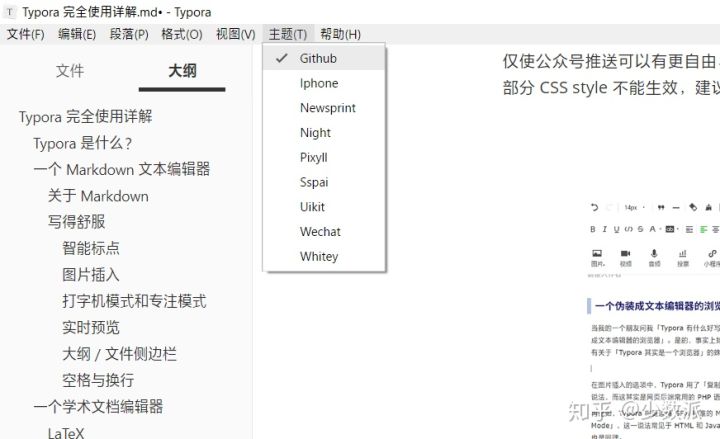 T Typora 完全使用详解.md• - Typora
文件(F) 编辑(E) 段落(P) 格式(O) 视图(V) 主题(T) 帮助(H)
文件 大纲
Typora 完全使用详解
Typora 是什么?
一个 Markdown 文本编辑器
关于 Markdown
写得舒服
智能标点
图片插入
打字机模式和专注模式
实时预览
大纲 / 文件侧边栏
空格与换行
一个学术文档编辑器
LaTeX
Github
Iphone
Newsprint
Night
Pixyll
Sspai
Uikit
Wechat
Whitey
仅使公众号推送可以有更自由、
部分 CSS style 不能生效，建议
14px
B I U S A
图片 视频 音频 投票 小程序
一个伪装成文本编辑器的浏览
当我的一个朋友问我「Typora 有什么好写
成文本编辑器的浏览器」。是的，事实上
有关于「Typora 其实是一个浏览器」的
在图片插入的选项中，Typora 用了「复制
说法，而这其实是网页后端常用的 PHP 语
Mode」，这一说法常见于 HTML 和 Java
知乎 @少数派